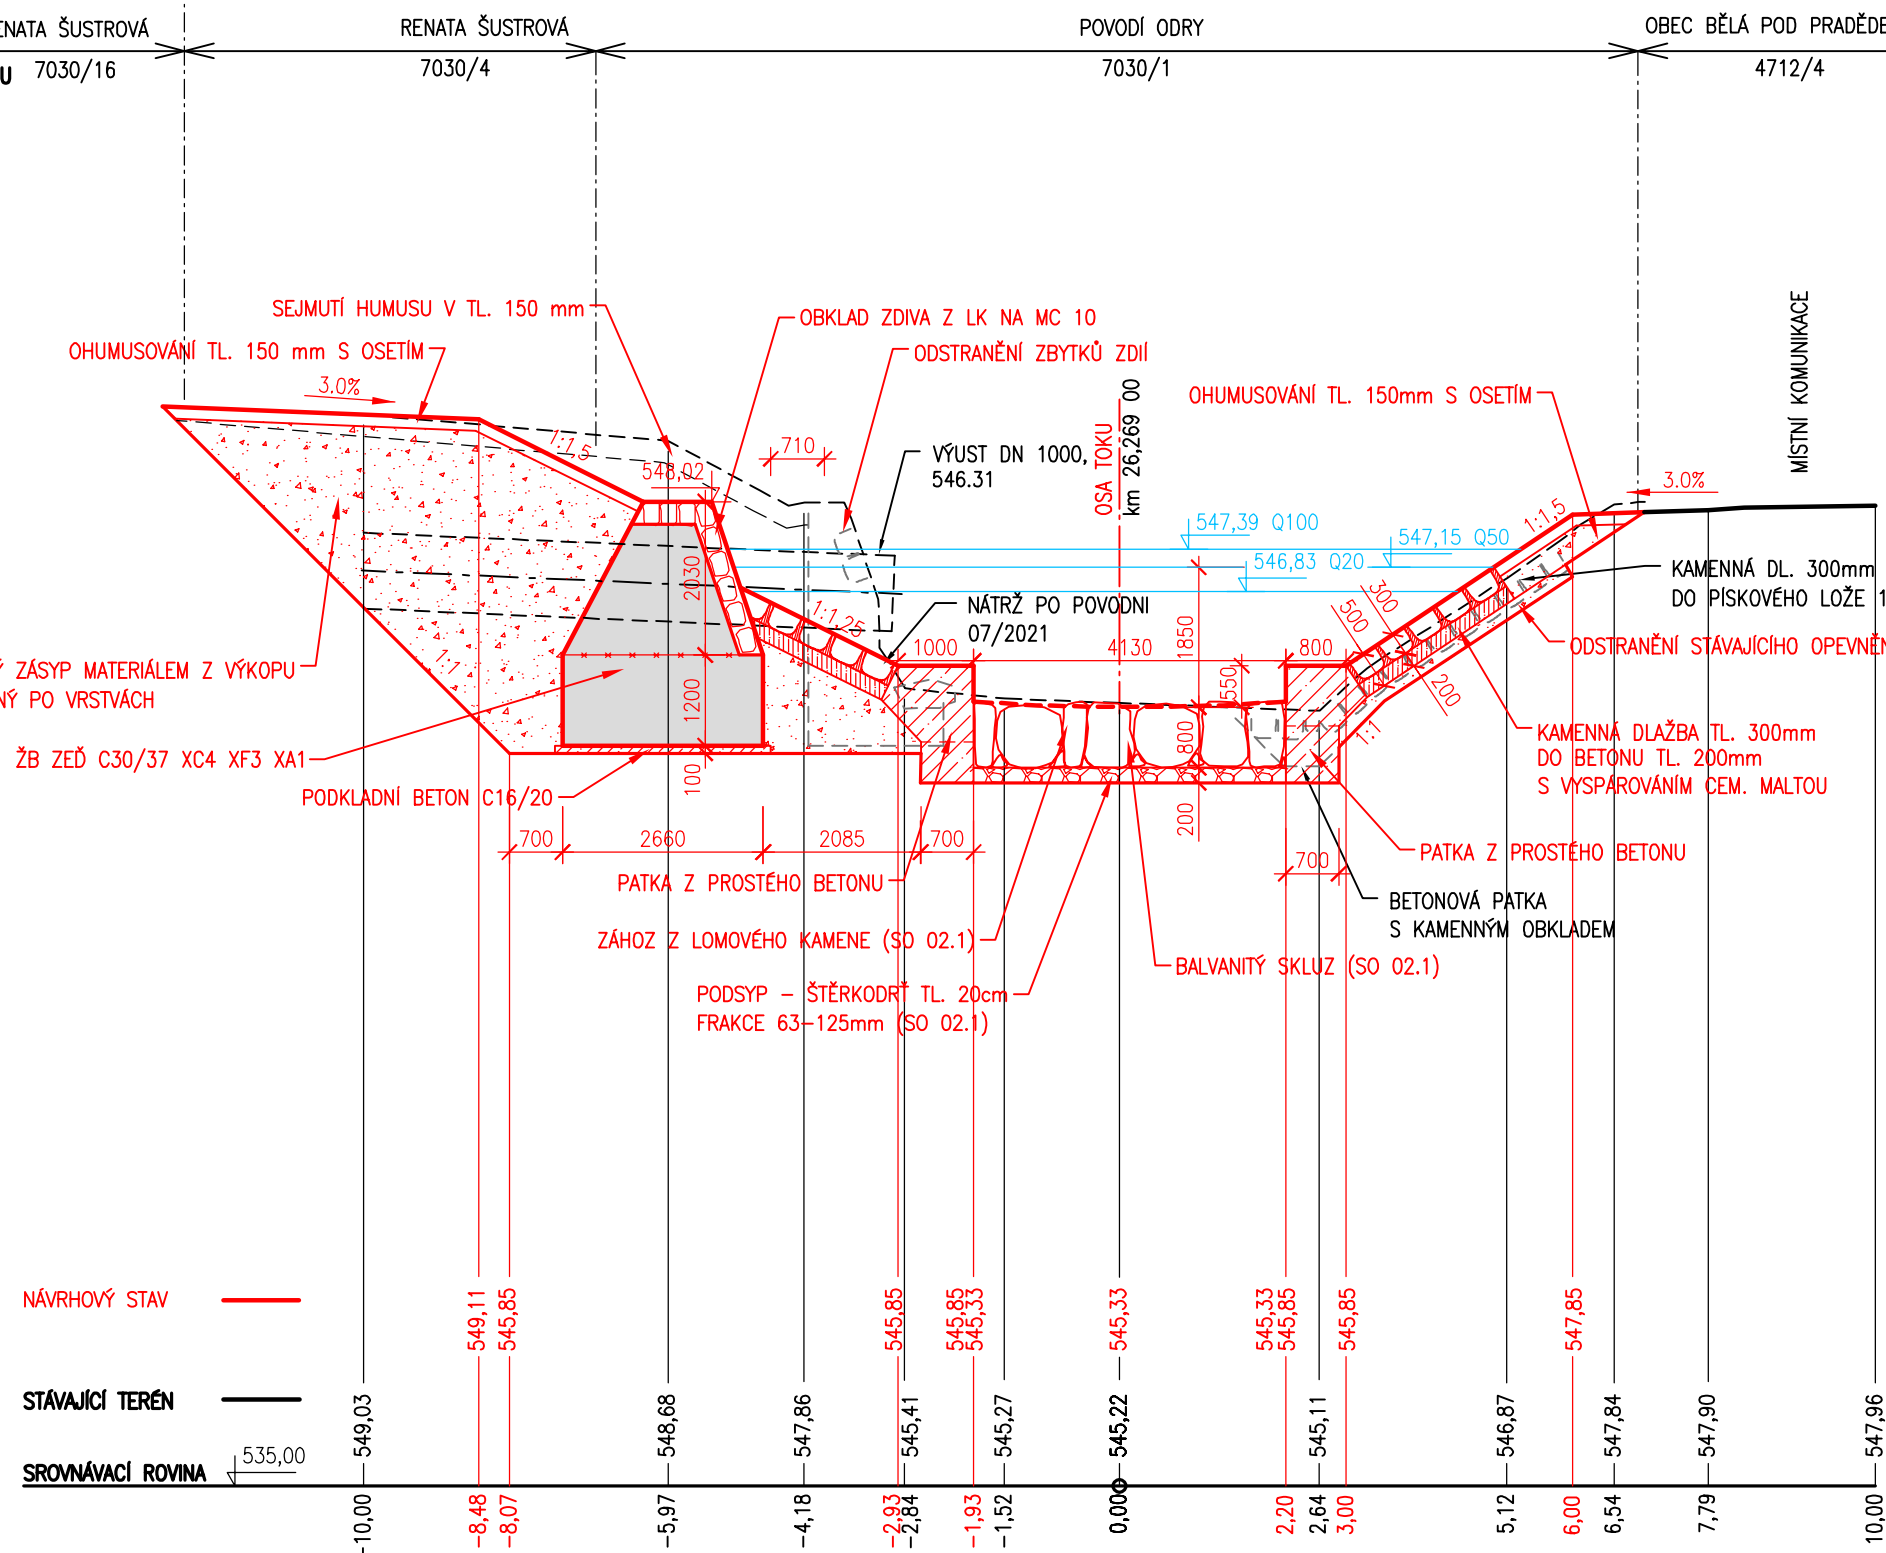 RENATA ŠUSTROVÁ
POVODÍ ODRY
7030/16
7030/4
7030/1
4712/4
SEJMUTÍ HUMUSU V TL. 150 mm
OBKLAD ZDIVA Z LK NA MC 10
OHUMUSOVÁNÍ TL. 150 mm S OSETÍM
ODSTRANĚNÍ ZBYTKŮ ZDIÍ
3.0%
OHUMUSOVÁNÍ TL. 150mm S OSETÍM
MÍSTNÍ KOMUNIKACE
OSA TOKU
km 26,269 00
1:1,5
710
VÝUST DN 1000,
546.31
548,02
3.0%
1:1,5
547,39 Q100
547,15 Q50
546,83 Q20
KAMENNÁ DL. 300mm
DO PÍSKOVÉHO LOŽE 1
2030
1:1,25
NÁTRŽ PO POVODNI
07/2021
1850
300
500
200
ODSTRANĚNÍ STÁVAJÍCÍHO
1000
4130
800
550
1:1
ZÁSYP MATERIÁLEM Z VÝKOPU
PO VRSTVÁCH
1200
800
1:1
KAMENNÁ DLAŽBA TL. 300mm
DO BETONU TL. 200mm
S VYSPÁROVÁNÍM CEM. MALTOU
ŽB ZEĎ C30/37 XC4 XF3 XA1
100
PODKLADNÍ BETON C16/20
200
700
2660
2085
700
700
PATKA Z PROSTÉHO BETONU
PATKA Z PROSTÉHO BETONU
BETONOVÁ PATKA
S KAMENNÝM OBKLADEM
ZÁHOZ Z LOMOVÉHO KAMENE (SO 02.1)
BALVANITÝ SKLUZ (SO 02.1)
PODSYP – ŠTĚRKODRŤ TL. 20cm
FRAKCE 63–125mm (SO 02.1)
NÁVRHOVÝ STAV
549,11
545,85
545,85
545,85
545,33
545,33
545,33
545,85
545,85
547,85
STÁVAJÍCÍ TERÉN
549,03
548,68
547,86
545,41
545,27
545,22
545,11
546,87
547,84
547,90
547,96
SROVNÁVACÍ ROVINA
535,00
-10,00
-8,48
-8,07
-5,97
-4,18
-2,93
-2,84
-1,93
-1,52
0,00
2,20
2,64
3,00
5,12
6,00
6,54
7,79
10,00